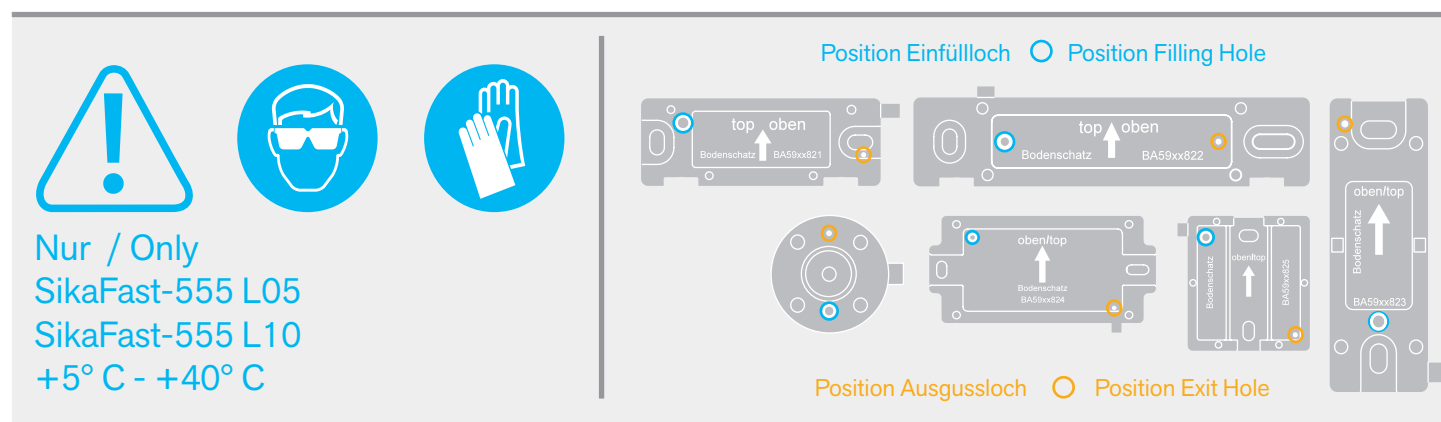 Nur / Only
SikaFast-555 L05
SikaFast-555 L10
+5° C - +40° C
Position Einfüllloch Position Filling Hole
top oben
Bodenschatz BA59xx821
top oben
Bodenschatz BA59xx822
oben/top
Bodenschatz
BA59xx823
oben/top
Bodenschatz
BA59xx824
oben/top
Bodenschatz
BA59xx825
Position Ausgussloch Position Exit Hole